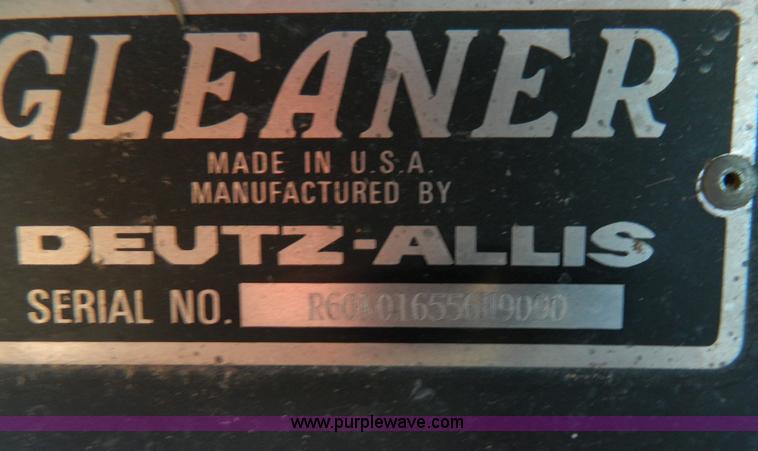 GLEANER
MADE IN U.S.A.
MANUFACTURED BY
DEUTZ-ALLIS
SERIAL NO.
www.purplewave.com